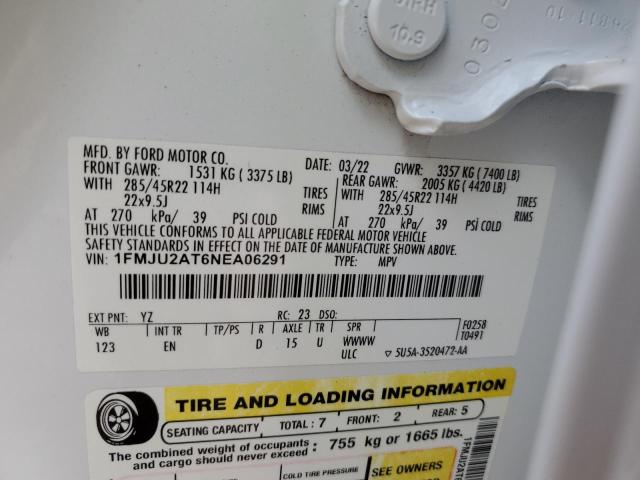 10.9
MFD. BY FORD MOTOR CO. DATE: 03/22 GVWR: 3357 KG ( 7400 LB)
FRONT GAWR: 1531 KG ( 3375 LB) REAR GAWR: 2005 KG ( 4420 LB)
WITH 285/45R22 114H TIRES WITH 285/45R22 114H TIRES
22x9.5J RIMS 22x9.5J RIMS
AT 270 kPa/ 39 PSI COLD AT 270 kPa/ 39 PSI COLD
THIS VEHICLE CONFORMS TO ALL APPLICABLE FEDERAL MOTOR VEHICLE
SAFETY STANDARDS IN EFFECT ON THE DATE OF MANUFACTURE SHOWN ABOVE.
VIN: 1FMJU2AT6NEA06291 TYPE: MPV
EXT PNT: YZ RC: 23 DSO: F0258
WB INT TR TP/PS R AXLE TR SPR T0491
123 EN D 15 U WWWW
ULC 5U5A-3520472-AA
TIRE AND LOADING INFORMATION
SEATING CAPACITY TOTAL : 7 FRONT: 2 REAR: 5
The combined weight of occupants
and cargo should never exceed : 755 kg or 1665 lbs.
COLD TIRE PRESSURE SEE OWNERS